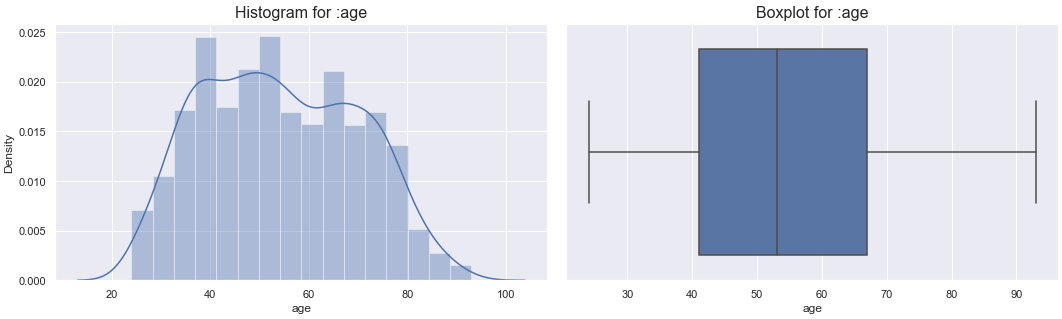 Histogram for :age
0.025
0.020
0.015
0.010
0.005
0.000
Density
20 40 60 80 100
age
Boxplot for :age
30 40 50 60 70 80 90
age